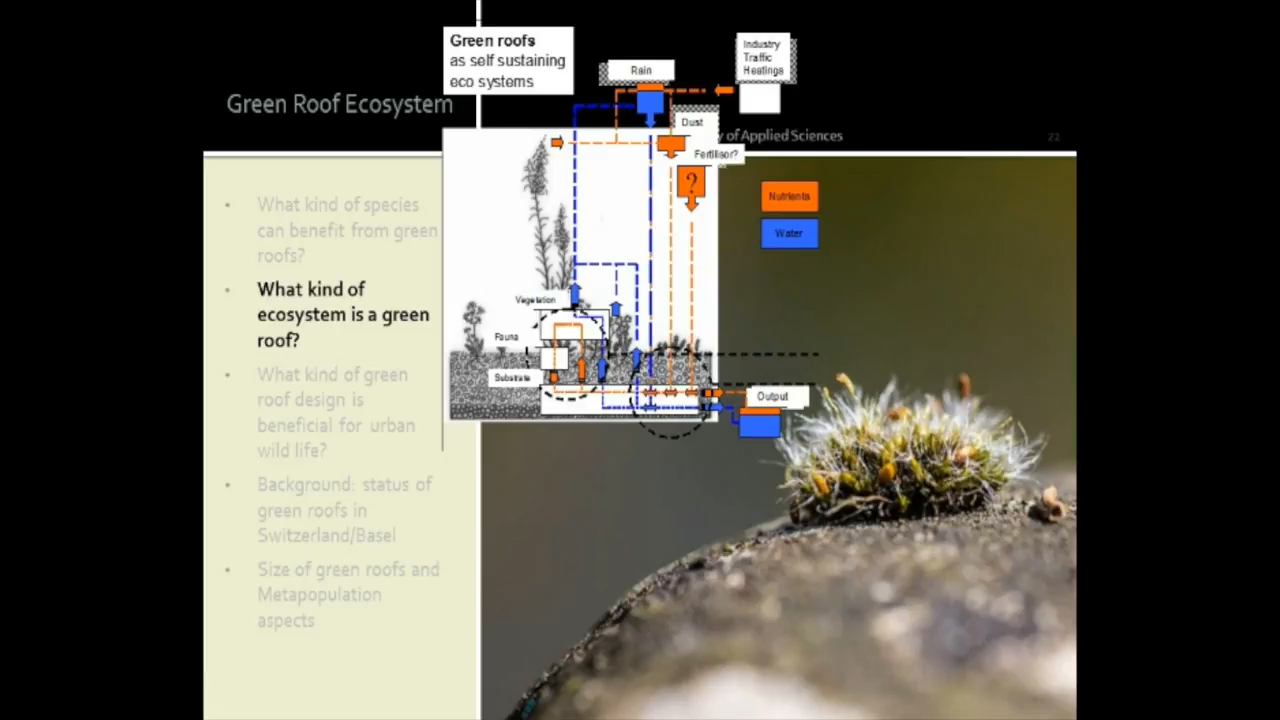 Green roofs
as self sustaining
eco systems
Rain
Industry
Traffic
Heatings
Green Roof Ecosystem
Dust
y of Applied Sciences
22
Fertilisor?
?
Nutrients
Water
• What kind of species
can benefit from green
roofs?
• What kind of
ecosystem is a green
roof?
• What kind of green
roof design is
beneficial for urban
wild life?
• Background: status of
green roofs in
Switzerland/Basel
• Size of green roofs and
Metapopulation
aspects
Vegetation
Fauna
Substrate
Output